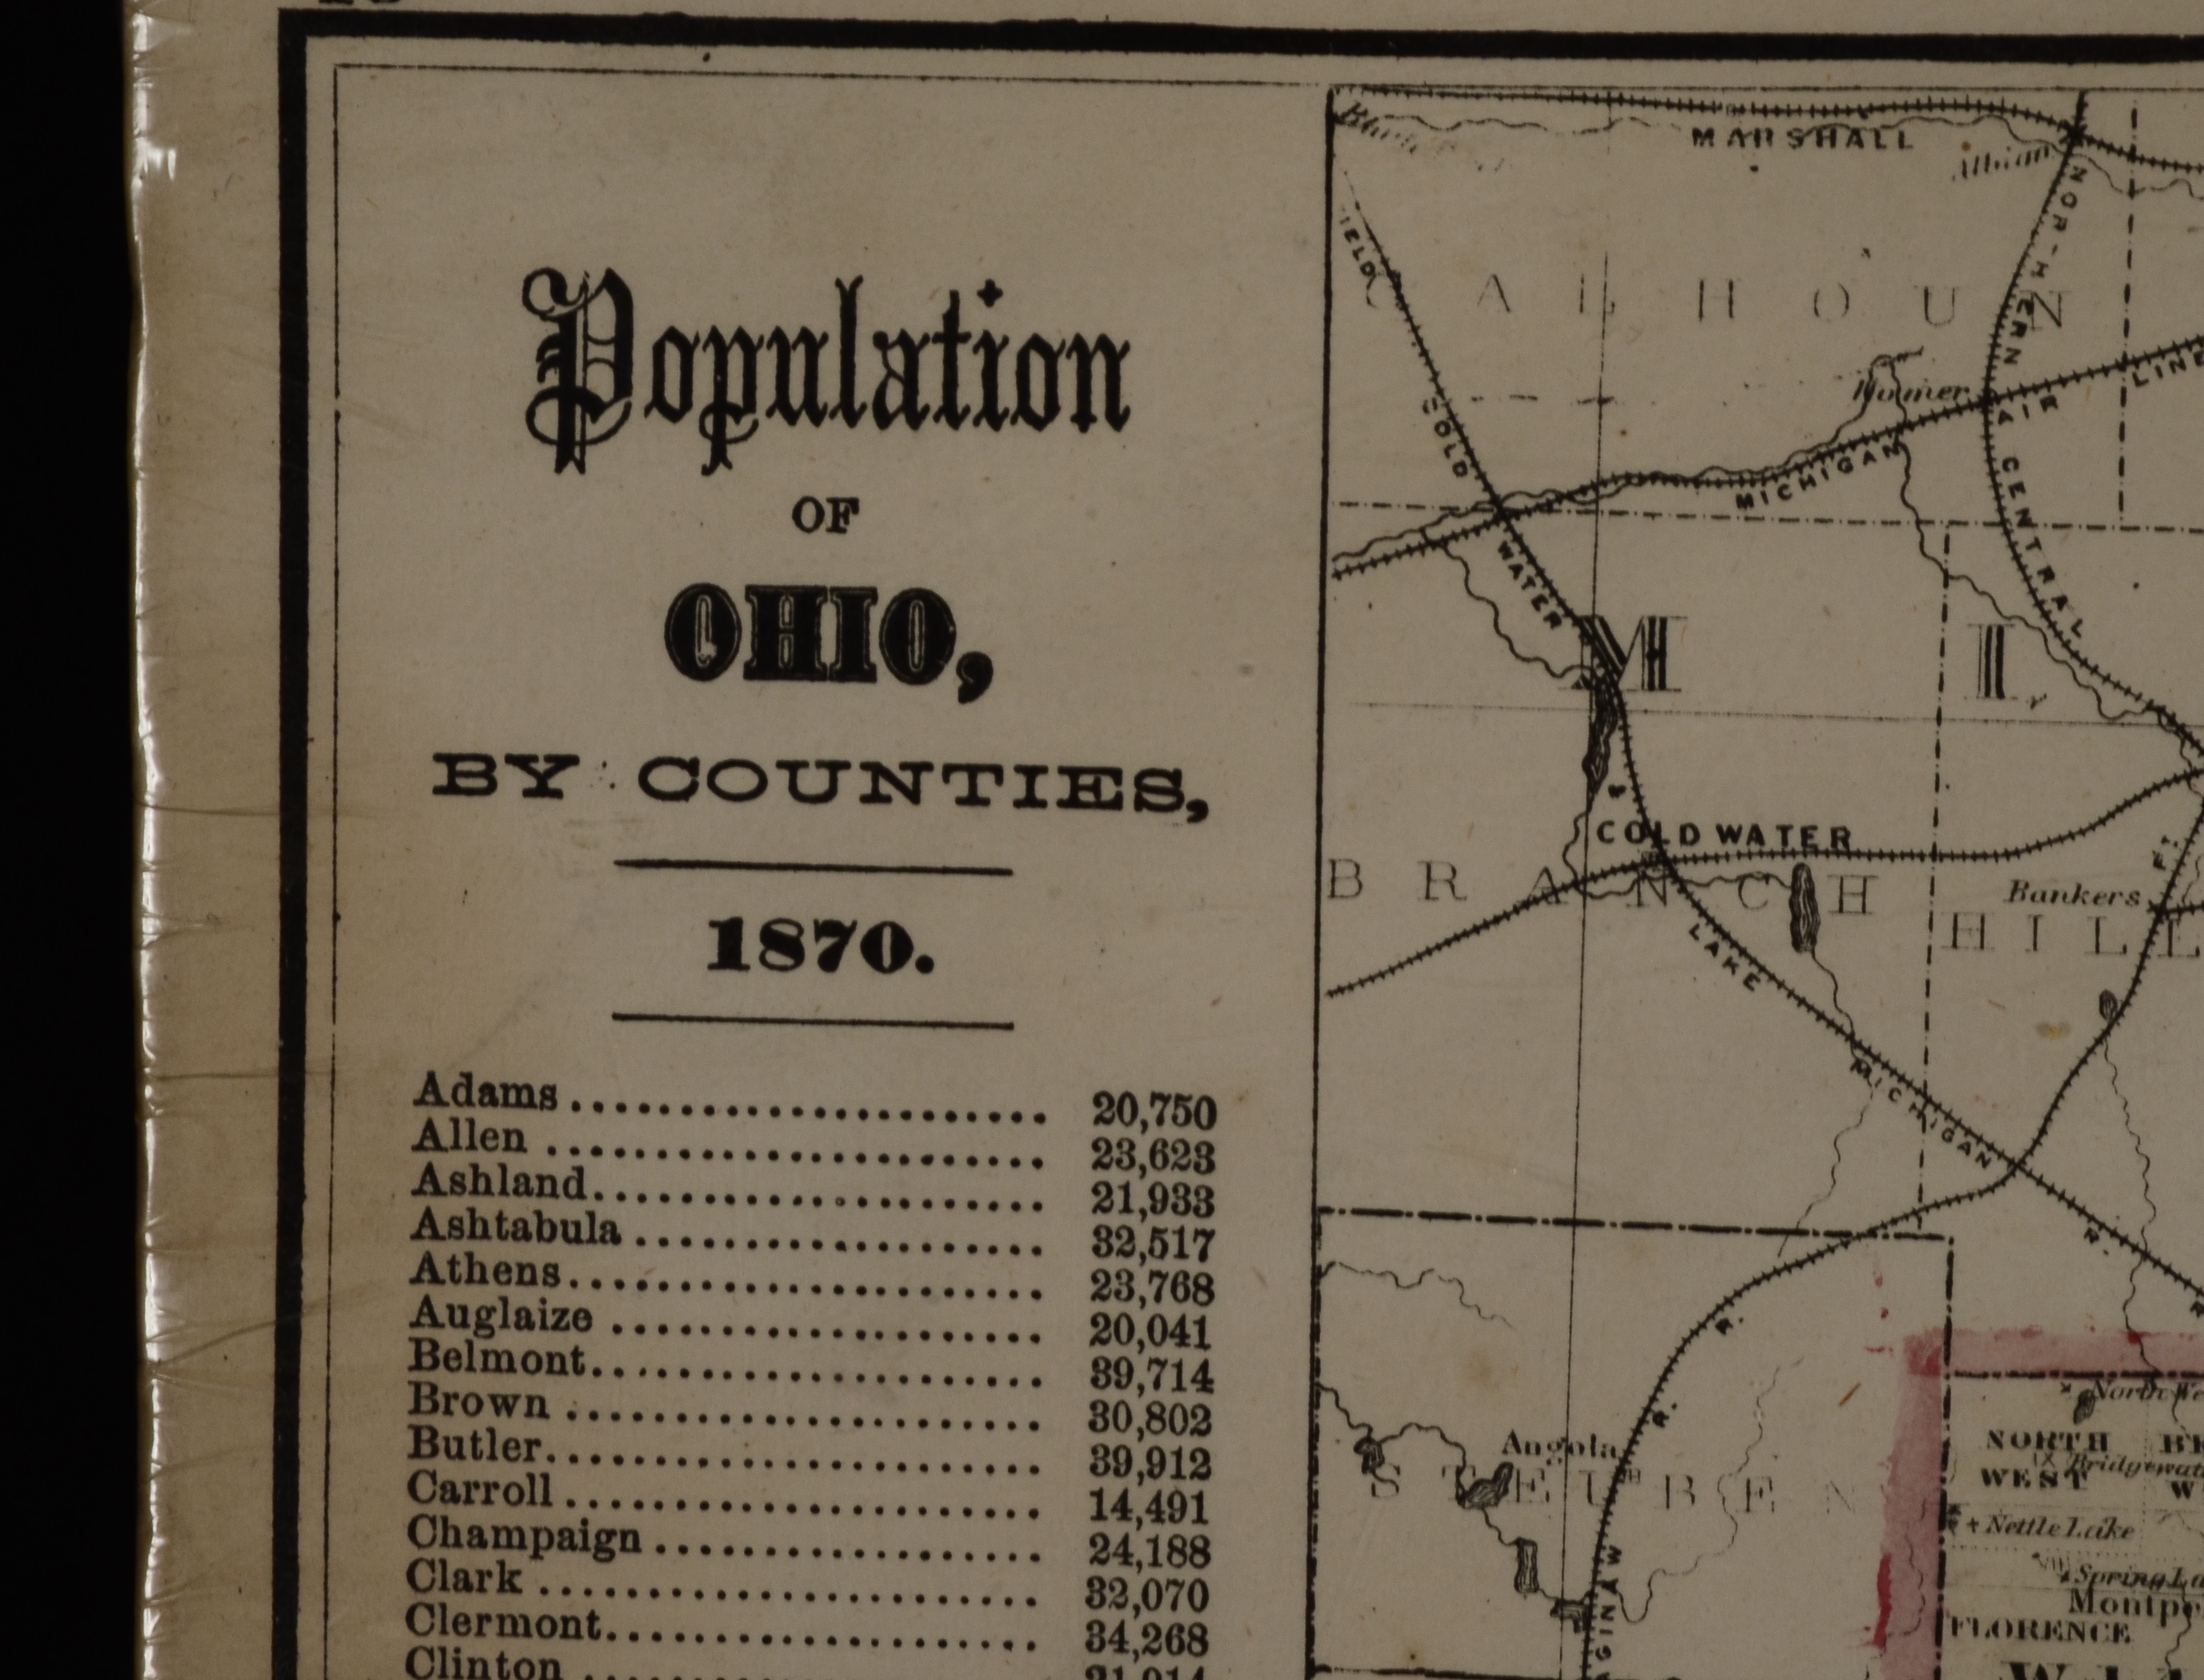 Population
OF
OHIO,
BY COUNTIES,
1870.
Adams 20,750
Allen 23,623
Ashland 21,933
Ashtabula 32,517
Athens 23,768
Auglaize 20,041
Belmont 39,714
Brown 30,802
Butler 39,912
Carroll 14,491
Champaign 24,188
Clark 32,070
Clermont 34,268
Clinton
MARSHALL
Albion
CALHOUN
Homer
MICHIGAN AIR LINE
NORTHERN CENTRAL
COLD WATER
M I
COLD WATER
BRANCH
Bankers
HILL
LAKE MICHIGAN R. R.
Angola
STEUBEN
R. R.
NORTH
WEST
Nettle Lake
FLORENCE